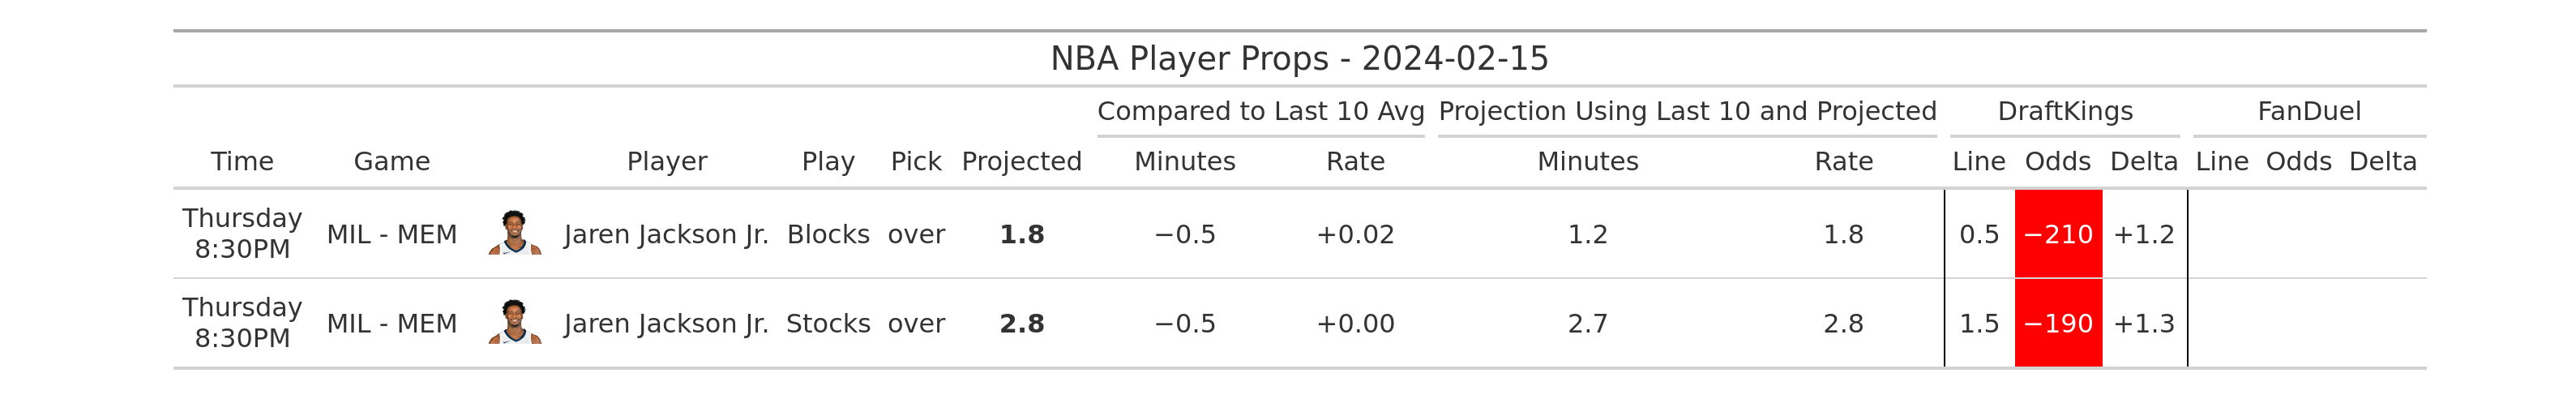 NBA Player Props - 2024-02-15
Compared to Last 10 Avg Projection Using Last 10 and Projected DraftKings FanDuel
Time Game Player Play Pick Projected Minutes Rate Minutes Rate Line Odds Delta Line Odds Delta
Thursday
8:30PM MIL - MEM Jaren Jackson Jr. Blocks over 1.8 −0.5 +0.02 1.2 1.8 0.5 −210 +1.2
Thursday
8:30PM MIL - MEM Jaren Jackson Jr. Stocks over 2.8 −0.5 +0.00 2.7 2.8 1.5 −190 +1.3